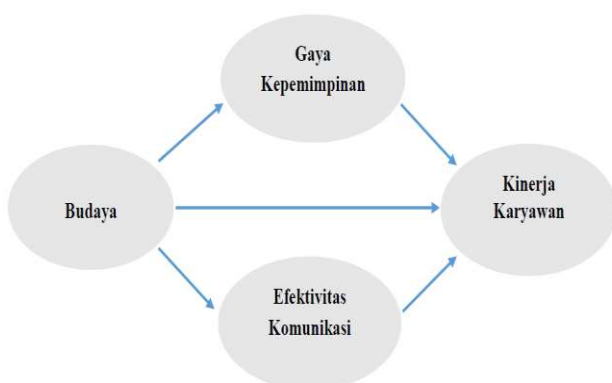 Gaya
Kepemimpinan
Budaya
Kinerja
Karyawan
Efektivitas
Komunikasi